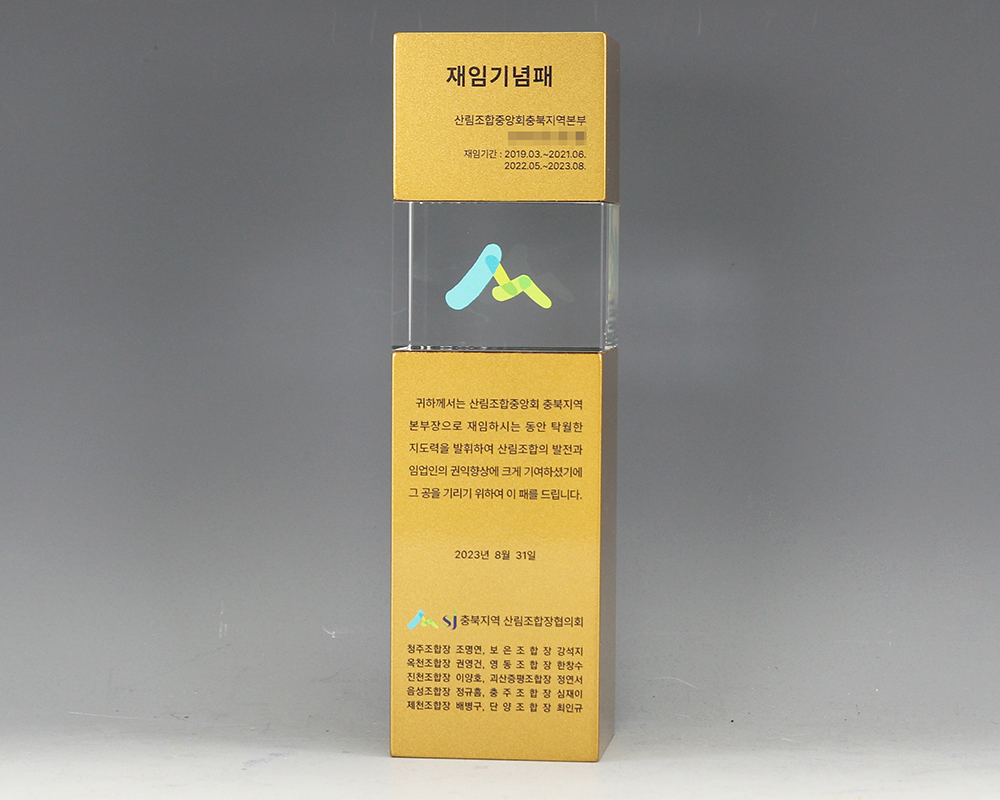 재임기념패
산림조합중앙회충북지역본부
재임기간 : 2019.03.~2021.06.
2022.05.~2023.08.
귀하께서는 산림조합중앙회 충북지역
본부장으로 재임하시는 동안 탁월한
지도력을 발휘하여 산림조합의 발전과
임업인의 권익향상에 크게 기여하셨기에
그 공을 기리기 위하여 이 패를 드립니다.
2023년 8월 31일
SJ 충북지역 산림조합장협의회
청주조합장 조명연, 보 은 조 합 장 강석지
옥천조합장 권영건, 영 동 조 합 장 한창수
진천조합장 이양호, 괴산증평조합장 정연서
음성조합장 정규흠, 충 주 조 합 장 심재이
제천조합장 배병구, 단 양 조 합 장 최인규